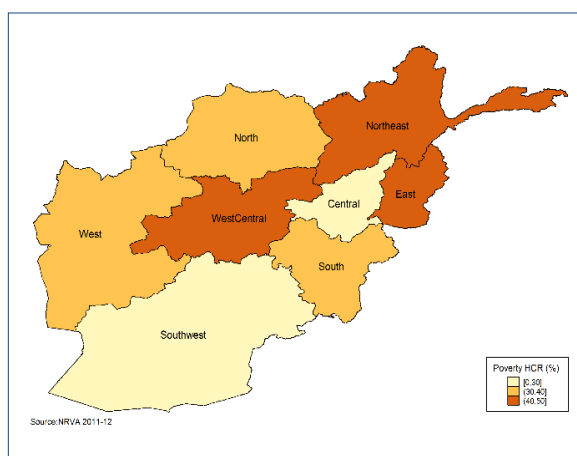 North
Northeast
East
Central
WestCentral
West
South
Southwest
Poverty HCR (%)
[0,30]
(30,40]
(40,50]
Source:NRVA 2011-12